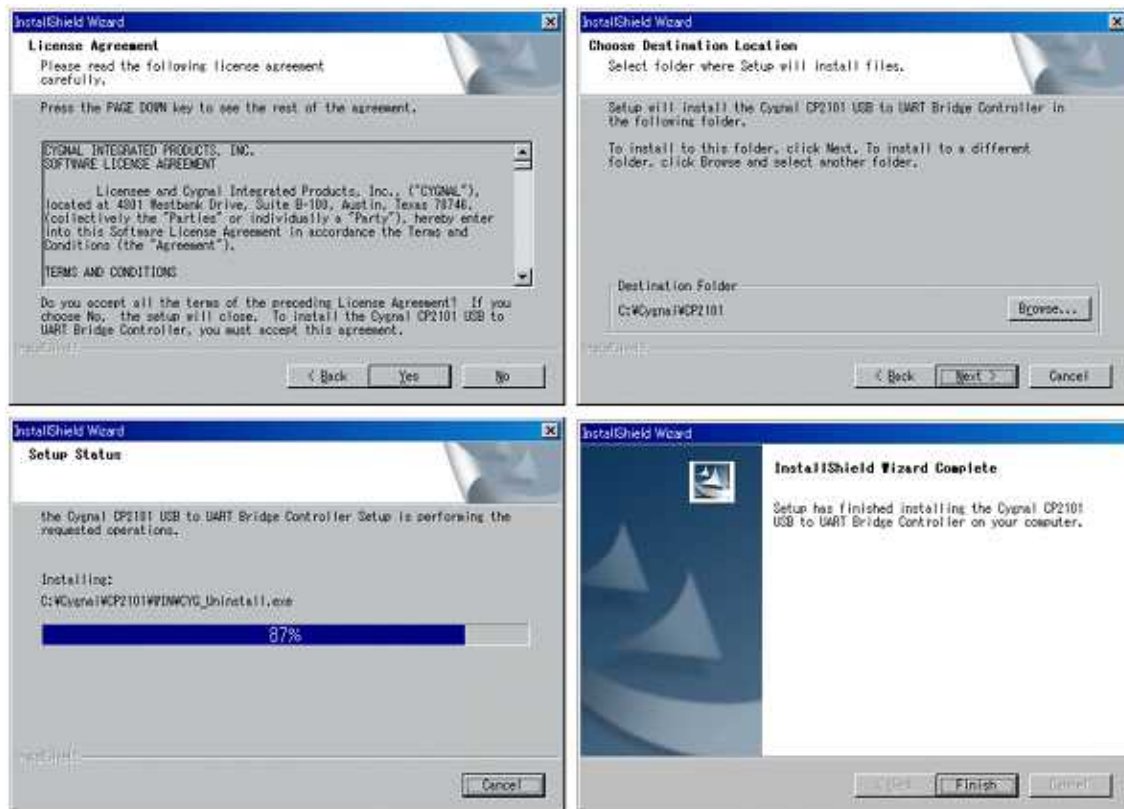 InstallShield Wizard
License Agreement
Please read the following license agreement
carefully.
Press the PAGE DOWN key to see the rest of the agreement.
CYGNAL INTEGRATED PRODUCTS, INC.
SOFTWARE LICENSE AGREEMENT
Licensee and Cygnal Integrated Products, Inc., ("CYGNAL"),
located at 4301 Westbank Drive, Suite B-100, Austin, Texas 78746,
(collectively the "Parties" or individually a "Party"), hereby enter
into this Software License Agreement in accordance the Terms and
Conditions (the "Agreement").
TERMS AND CONDITIONS
Do you accept all the terms of the preceding License Agreement? If you
choose No, the setup will close. To install the Cygnal CP2101 USB to
UART Bridge Controller, you must accept this agreement.
InstallShield
< Back Yes No
InstallShield Wizard
Choose Destination Location
Select folder where Setup will install files.
Setup will install the Cygnal CP2101 USB to UART Bridge Controller in
the following folder.
To install to this folder, click Next. To install to a different
folder, click Browse and select another folder.
Destination Folder
C:₩Cygnal₩CP2101
Browse...
InstallShield
< Back Next > Cancel
InstallShield Wizard
Setup Status
the Cygnal CP2101 USB to UART Bridge Controller Setup is performing the
requested operations.
Installing:
C:₩Cygnal₩CP2101₩WIN₩CYG_Uninstall.exe
87%
InstallShield
Cancel
InstallShield Wizard
InstallShield Wizard Complete
Setup has finished installing the Cygnal CP2101
USB to UART Bridge Controller on your computer.
< Back Finish Cancel